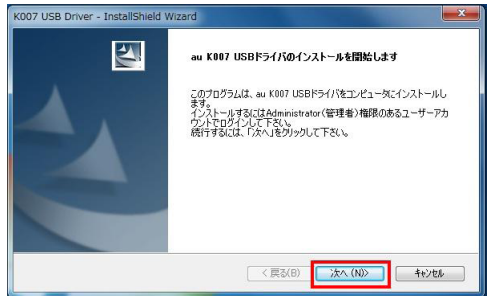 K007 USB Driver - InstallShield Wizard
au K007 USBドライバのインストールを開始します
このプログラムは、au K007 USBドライバをコンピュータにインストールし
ます。
インストールするにはAdministrator(管理者)権限のあるユーザーアカ
ウントでログインして下さい。
続行するには、「次へ」をクリックして下さい。
< 戻る(B)
次へ (N)>
キャンセル